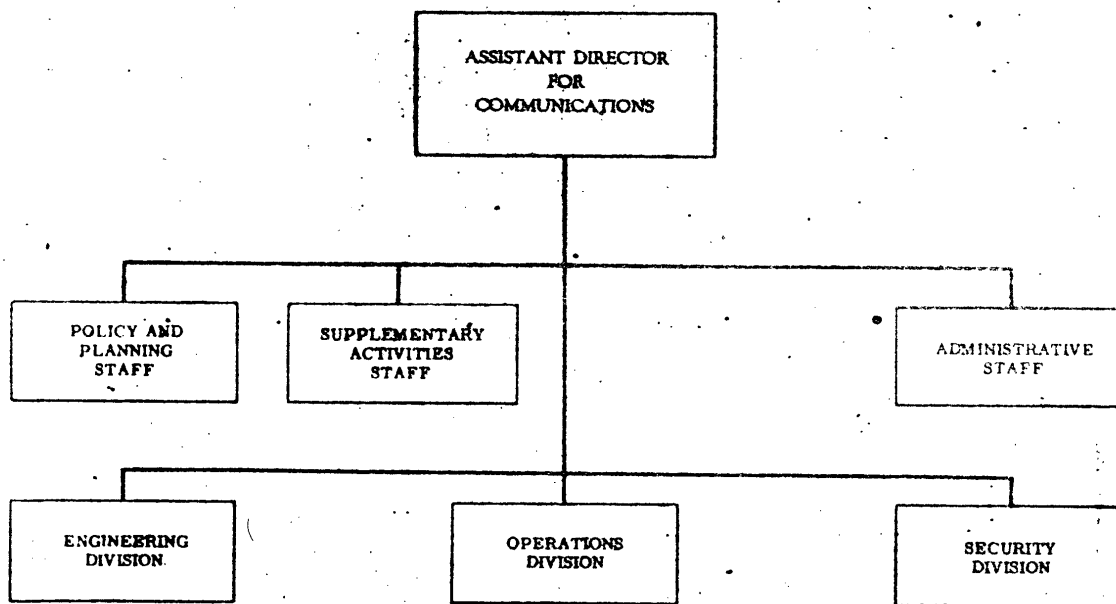 ASSISTANT DIRECTOR
FOR
COMMUNICATIONS
POLICY AND
PLANNING
STAFF
SUPPLEMENTARY
ACTIVITIES
STAFF
ADMINISTRATIVE
STAFF
ENGINEERING
DIVISION
OPERATIONS
DIVISION
SECURITY
DIVISION